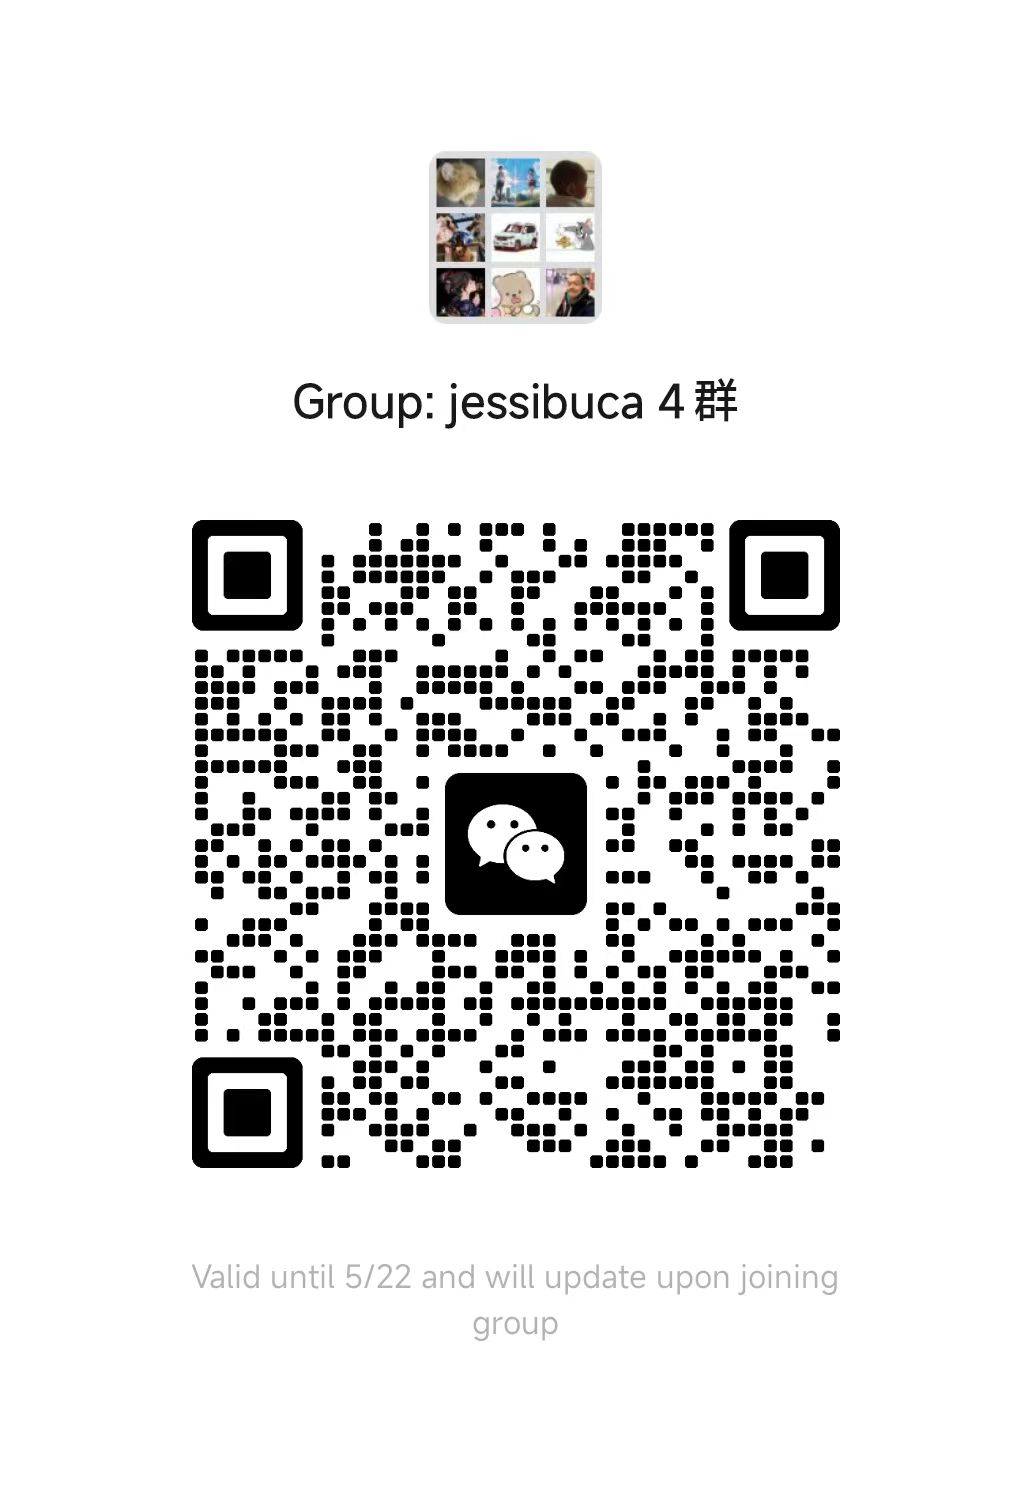 Group: jessibuca 4 群
Valid until 5/22 and will update upon joining
group